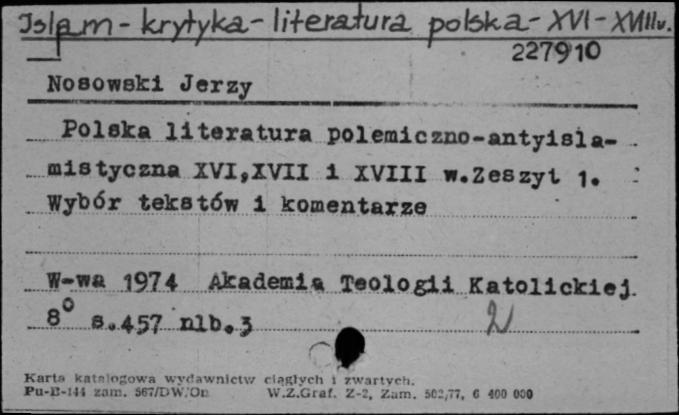 Islam - krytyka - literatura polska - XVI - XVIIIw.
227910
Nosowski Jerzy
Polska literatura polemiczno-antyisla-
mistyczna XVI,XVII i XVIII w.Zeszyt 1.
Wybór tekstów i komentarze
W-wa 1974 Akademia Teologii Katolickiej
8° s.457 nlb.3
2
Karta katalogowa wydawnictw ciągłych i zwartych.
Pu-B-144 zam. 567/DW/On W.Z.Graf. Z-2, Zam. 502/77, 6 400 000